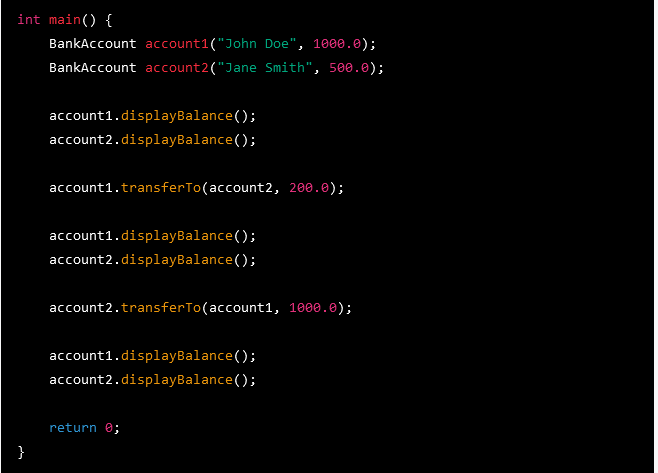 int main() {
    BankAccount account1("John Doe", 1000.0);
    BankAccount account2("Jane Smith", 500.0);

    account1.displayBalance();
    account2.displayBalance();

    account1.transferTo(account2, 200.0);

    account1.displayBalance();
    account2.displayBalance();

    account2.transferTo(account1, 1000.0);

    account1.displayBalance();
    account2.displayBalance();

    return 0;
}